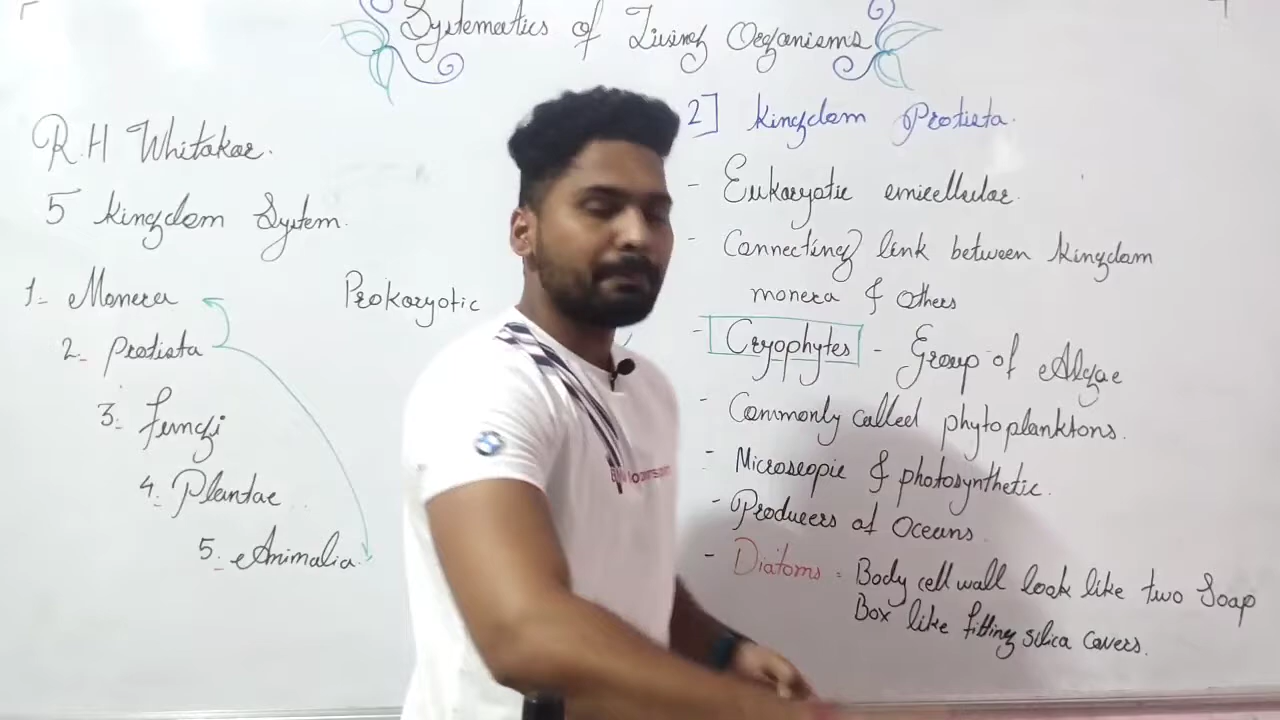 Systematics of Living Organisms
R.H Whitakar.
5 kingdom System.
1- Monera
2- Protista
3- Fungi
4. Plantae
5. Animalia.
Prokaryotic
2] kingdom Protista.
- Eukaryotic unicellular.
- Connecting link between kingdom
monera & others
- Cryophytes - Group of Algae
- Commonly called phytoplanktons.
- Microscopic & photosynthetic.
- Producers of Oceans
- Diatoms = Body cell wall look like two Soap
Box like fitting silica covers.